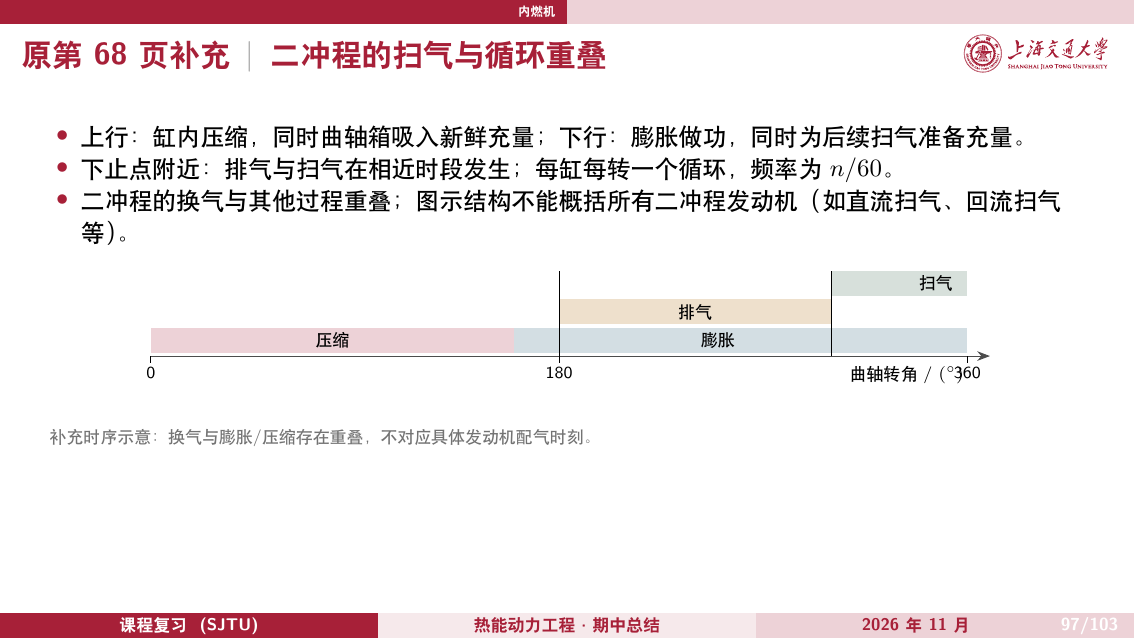 内燃机
原第 68 页补充 | 二冲程的扫气与循环重叠
上海交通大学
SHANGHAI JIAO TONG UNIVERSITY
上行：缸内压缩，同时曲轴箱吸入新鲜充量；下行：膨胀做功，同时为后续扫气准备充量。
下止点附近：排气与扫气在相近时段发生；每缸每转一个循环，频率为 n/60。
二冲程的换气与其他过程重叠；图示结构不能概括所有二冲程发动机（如直流扫气、回流扫气
等）。
扫气
排气
压缩 膨胀
0 180 曲轴转角 / (°) 360
补充时序示意：换气与膨胀/压缩存在重叠，不对应具体发动机配气时刻。
课程复习 (SJTU) 热能动力工程 · 期中总结 2026 年 11 月 97/103